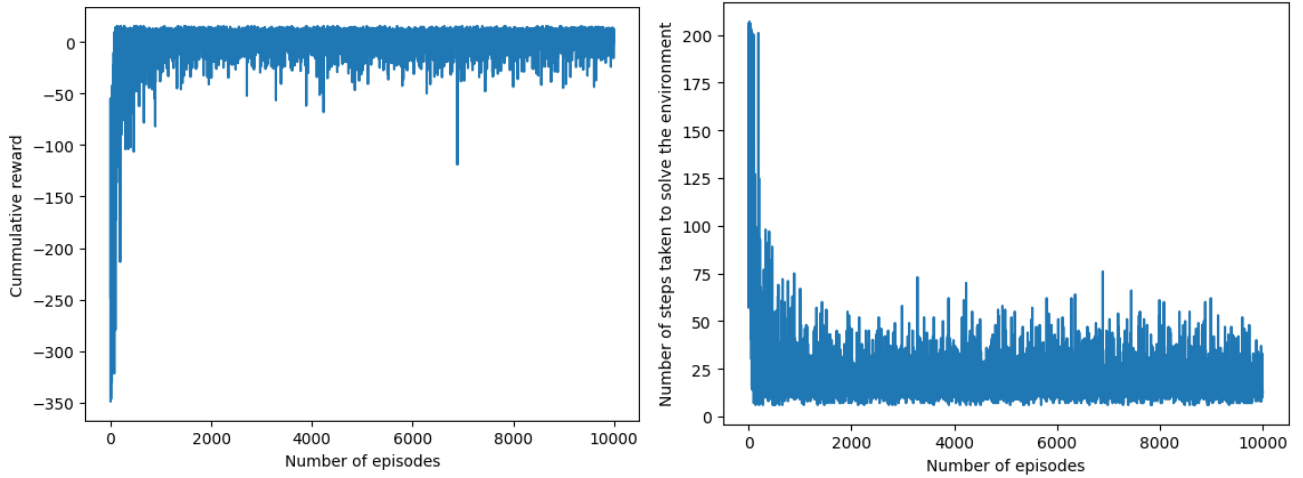 0
−50
−100
−150
−200
−250
−300
−350
Cummulative reward
0 2000 4000 6000 8000 10000
Number of episodes
200
175
150
125
100
75
50
25
0
Number of steps taken to solve the environment
0 2000 4000 6000 8000 10000
Number of episodes